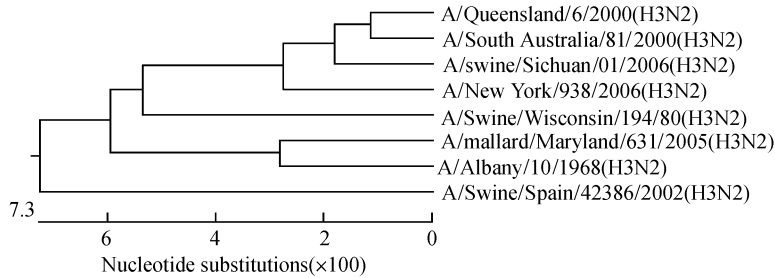 A/Queensland/6/2000(H3N2)
A/South Australia/81/2000(H3N2)
A/swine/Sichuan/01/2006(H3N2)
A/New York/938/2006(H3N2)
A/Swine/Wisconsin/194/80(H3N2)
A/mallard/Maryland/631/2005(H3N2)
A/Albany/10/1968(H3N2)
A/Swine/Spain/42386/2002(H3N2)
7.3
6 4 2 0
Nucleotide substitutions(×100)